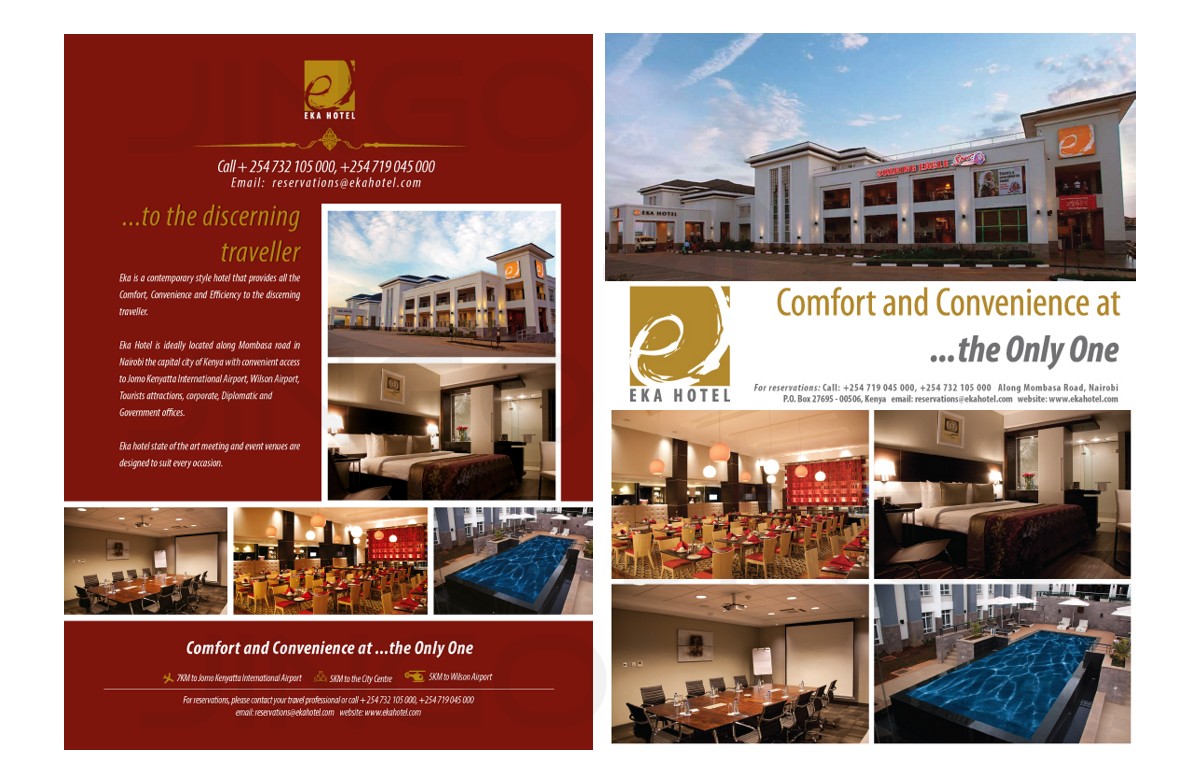 e
EKA HOTEL
Call + 254 732 105 000, +254 719 045 000
Email: reservations@ekahotel.com
...to the discerning
traveller
Eka is a contemporary style hotel that provides all the
Comfort, Convenience and Efficiency to the discerning
traveller.
Eka Hotel is ideally located along Mombasa road in
Nairobi the capital city of Kenya with convenient access
to Jomo Kenyatta International Airport, Wilson Airport,
Tourists attractions, corporate, Diplomatic and
Government offices.
Eka hotel state of the art meeting and event venues are
designed to suit every occasion.
Comfort and Convenience at ...the Only One
7KM to Jomo Kenyatta International Airport 5KM to the City Centre 5KM to Wilson Airport
For reservations, please contact your travel professional or call + 254 732 105 000, +254 719 045 000
email: reservations@ekahotel.com website: www.ekahotel.com
JINGO
EKA HOTEL
e
EKA HOTEL
Comfort and Convenience at
...the Only One
For reservations: Call: +254 719 045 000, +254 732 105 000 Along Mombasa Road, Nairobi
P.O. Box 27695 - 00506, Kenya email: reservations@ekahotel.com website: www.ekahotel.com